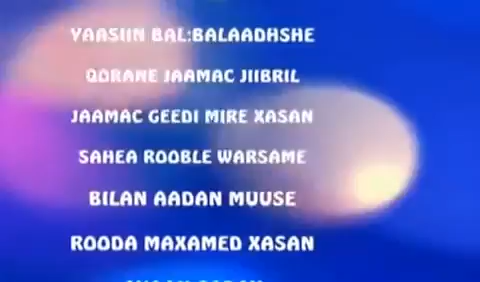 YAASIIN BAL:BALAADHSHE
QORANE JAAMAC JIIBRIL
JAAMAC GEEDI MIRE XASAN
SAHEA ROOBLE WARSAME
BILAN AADAN MUUSE
ROODA MAXAMED XASAN